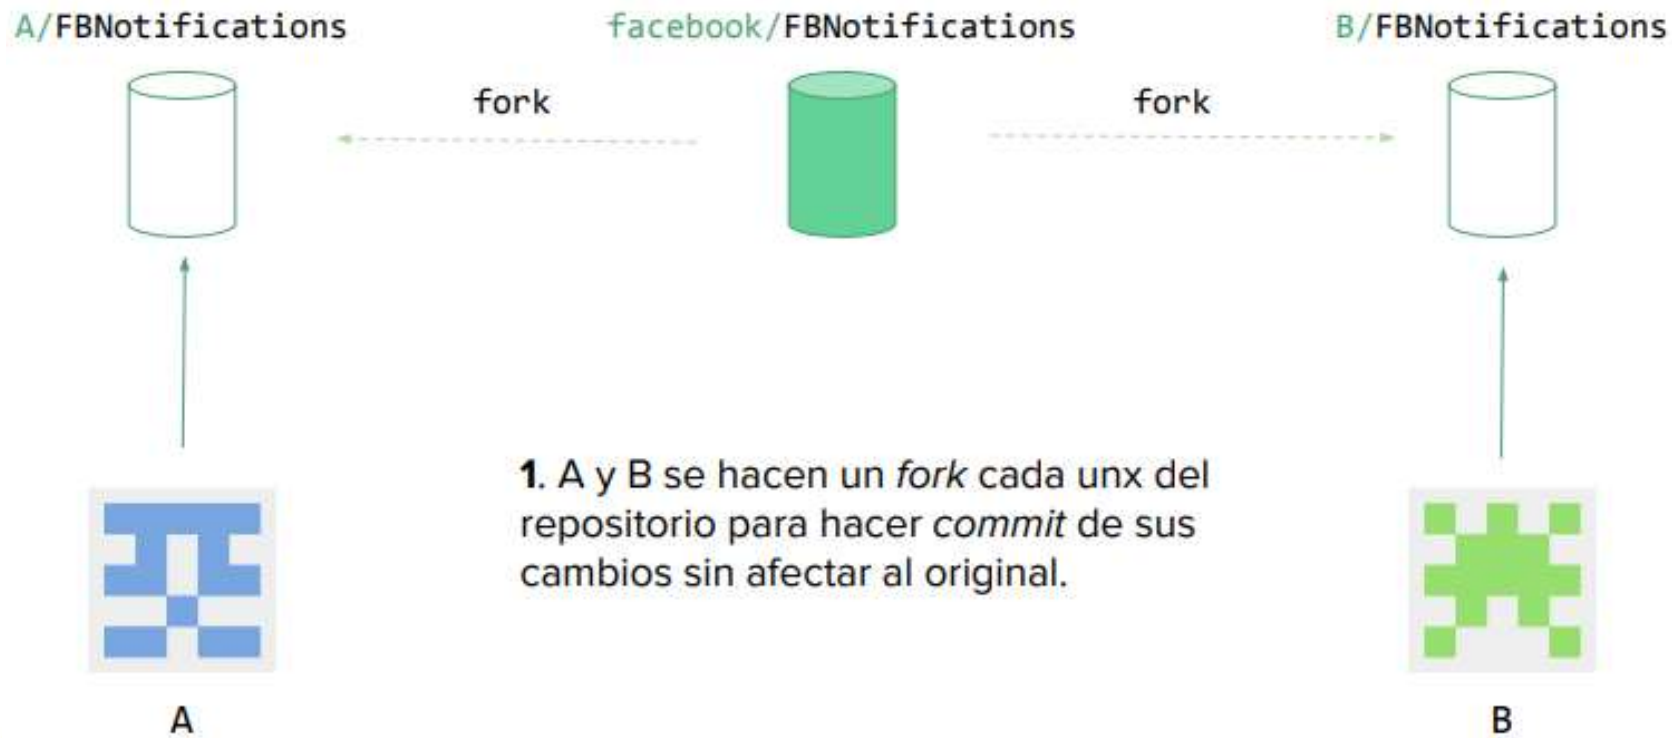 A/FBNotifications
facebook/FBNotifications
B/FBNotifications
fork
fork
1. A y B se hacen un fork cada unx del
repositorio para hacer commit de sus
cambios sin afectar al original.
A
B